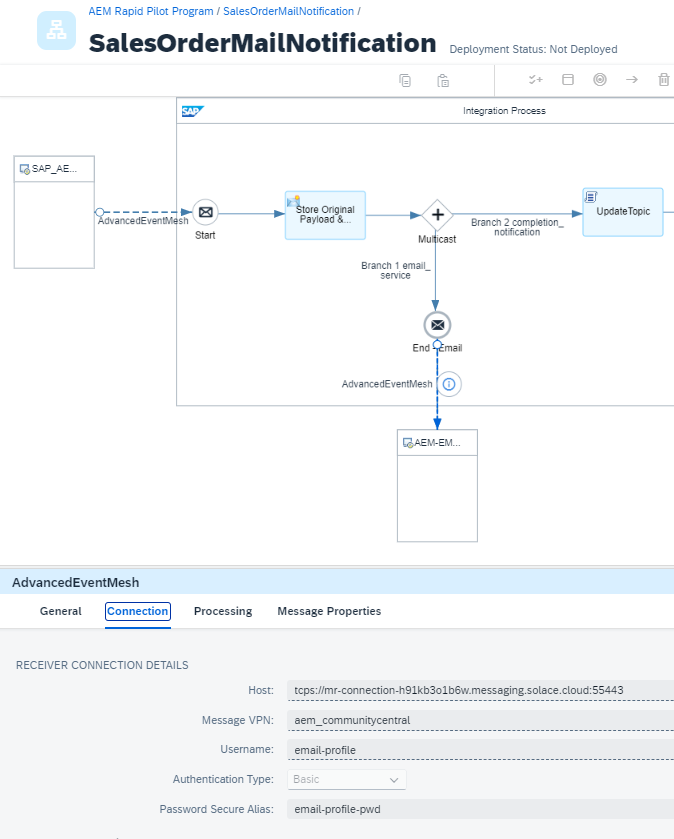 AEM Rapid Pilot Program / SalesOrderMailNotification /
SalesOrderMailNotification
Deployment Status: Not Deployed
SAP
Integration Process
SAP_AE...
AdvancedEventMesh
Start
Store Original
Payload &...
Multicast
Branch 2 completion_
notification
UpdateTopic
Branch 1 email_
service
End - Email
AdvancedEventMesh
AEM-EM...
AdvancedEventMesh
General
Connection
Processing
Message Properties
RECEIVER CONNECTION DETAILS
Host: tcps://mr-connection-h91kb3o1b6w.messaging.solace.cloud:55443
Message VPN: aem_communitycentral
Username: email-profile
Authentication Type: Basic
Password Secure Alias: email-profile-pwd